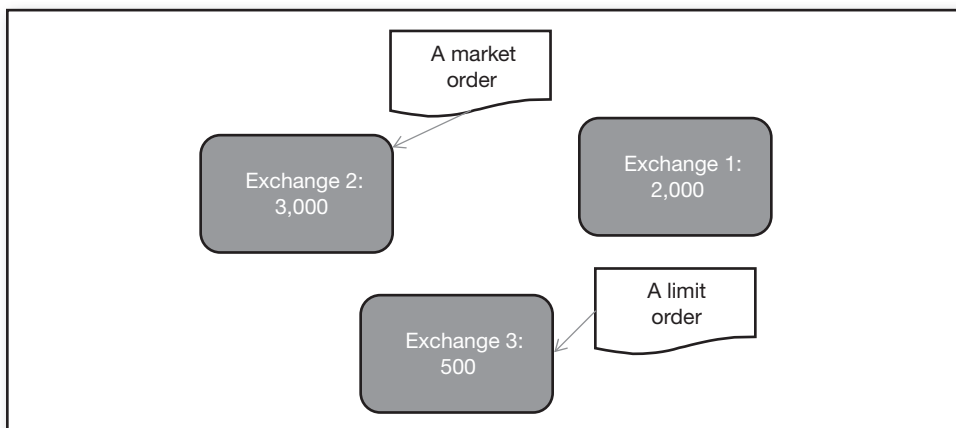 A market
order
Exchange 2:
3,000
Exchange 1:
2,000
A limit
order
Exchange 3:
500